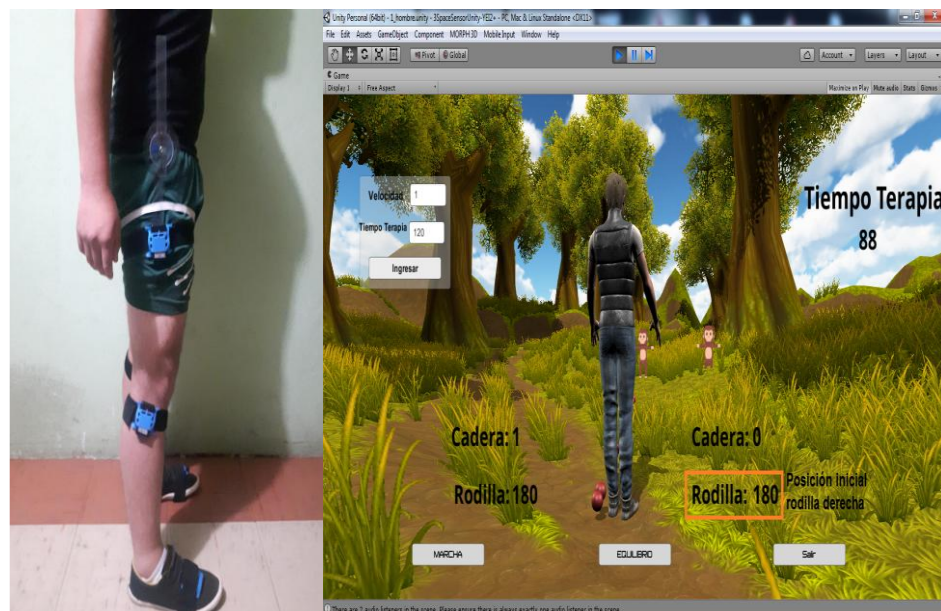 Unity Personal (64bit) - 1_hombre.unity - 3SpaceSensorUnity-YEI2+ - PC, Mac & Linux Standalone <DX11>
File Edit Assets GameObject Component MORPH 3D Mobile Input Window Help
Pivot Global Account Layers Layout
Game
Display 1 Free Aspect Maximize on Play Mute audio Stats Gizmos
Velocidad 1
Tiempo Terapia 120
Ingresar
Tiempo Terapia
88
Cadera: 1 Cadera: 0
Rodilla: 180 Rodilla: 180 Posición inicial
rodilla derecha
MARCHA EQUILIBRIO Salir
There are 2 audio listeners in the scene. Please ensure there is always exactly one audio listener in the scene.